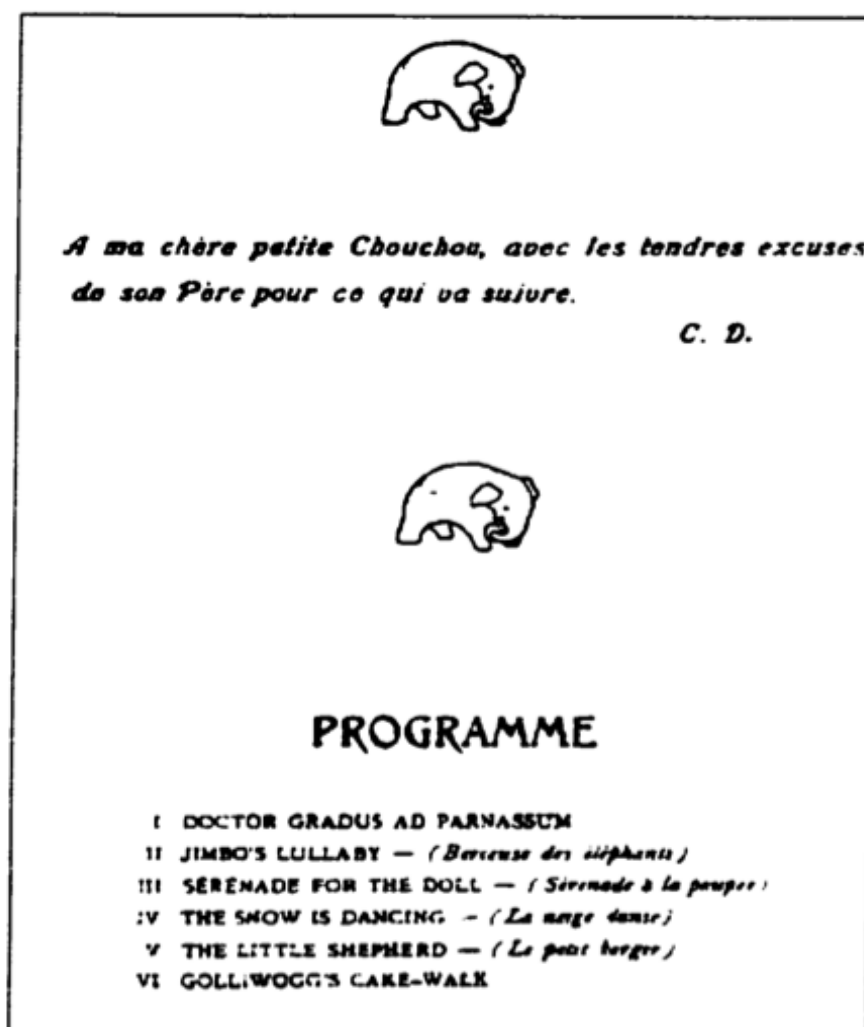 A ma chère petite Chouchou, avec les tendres excuses
de son Père pour ce qui va suivre.
C. D.
PROGRAMME
I DOCTOR GRADUS AD PARNASSUM
II JIMBO'S LULLABY — (Berceuse des éléphants)
III SÉRÉNADE FOR THE DOLL — (Sérénade à la poupée)
IV THE SNOW IS DANCING — (La neige danse)
V THE LITTLE SHEPHERD — (Le petit berger)
VI GOLLIWOGG'S CAKE-WALK